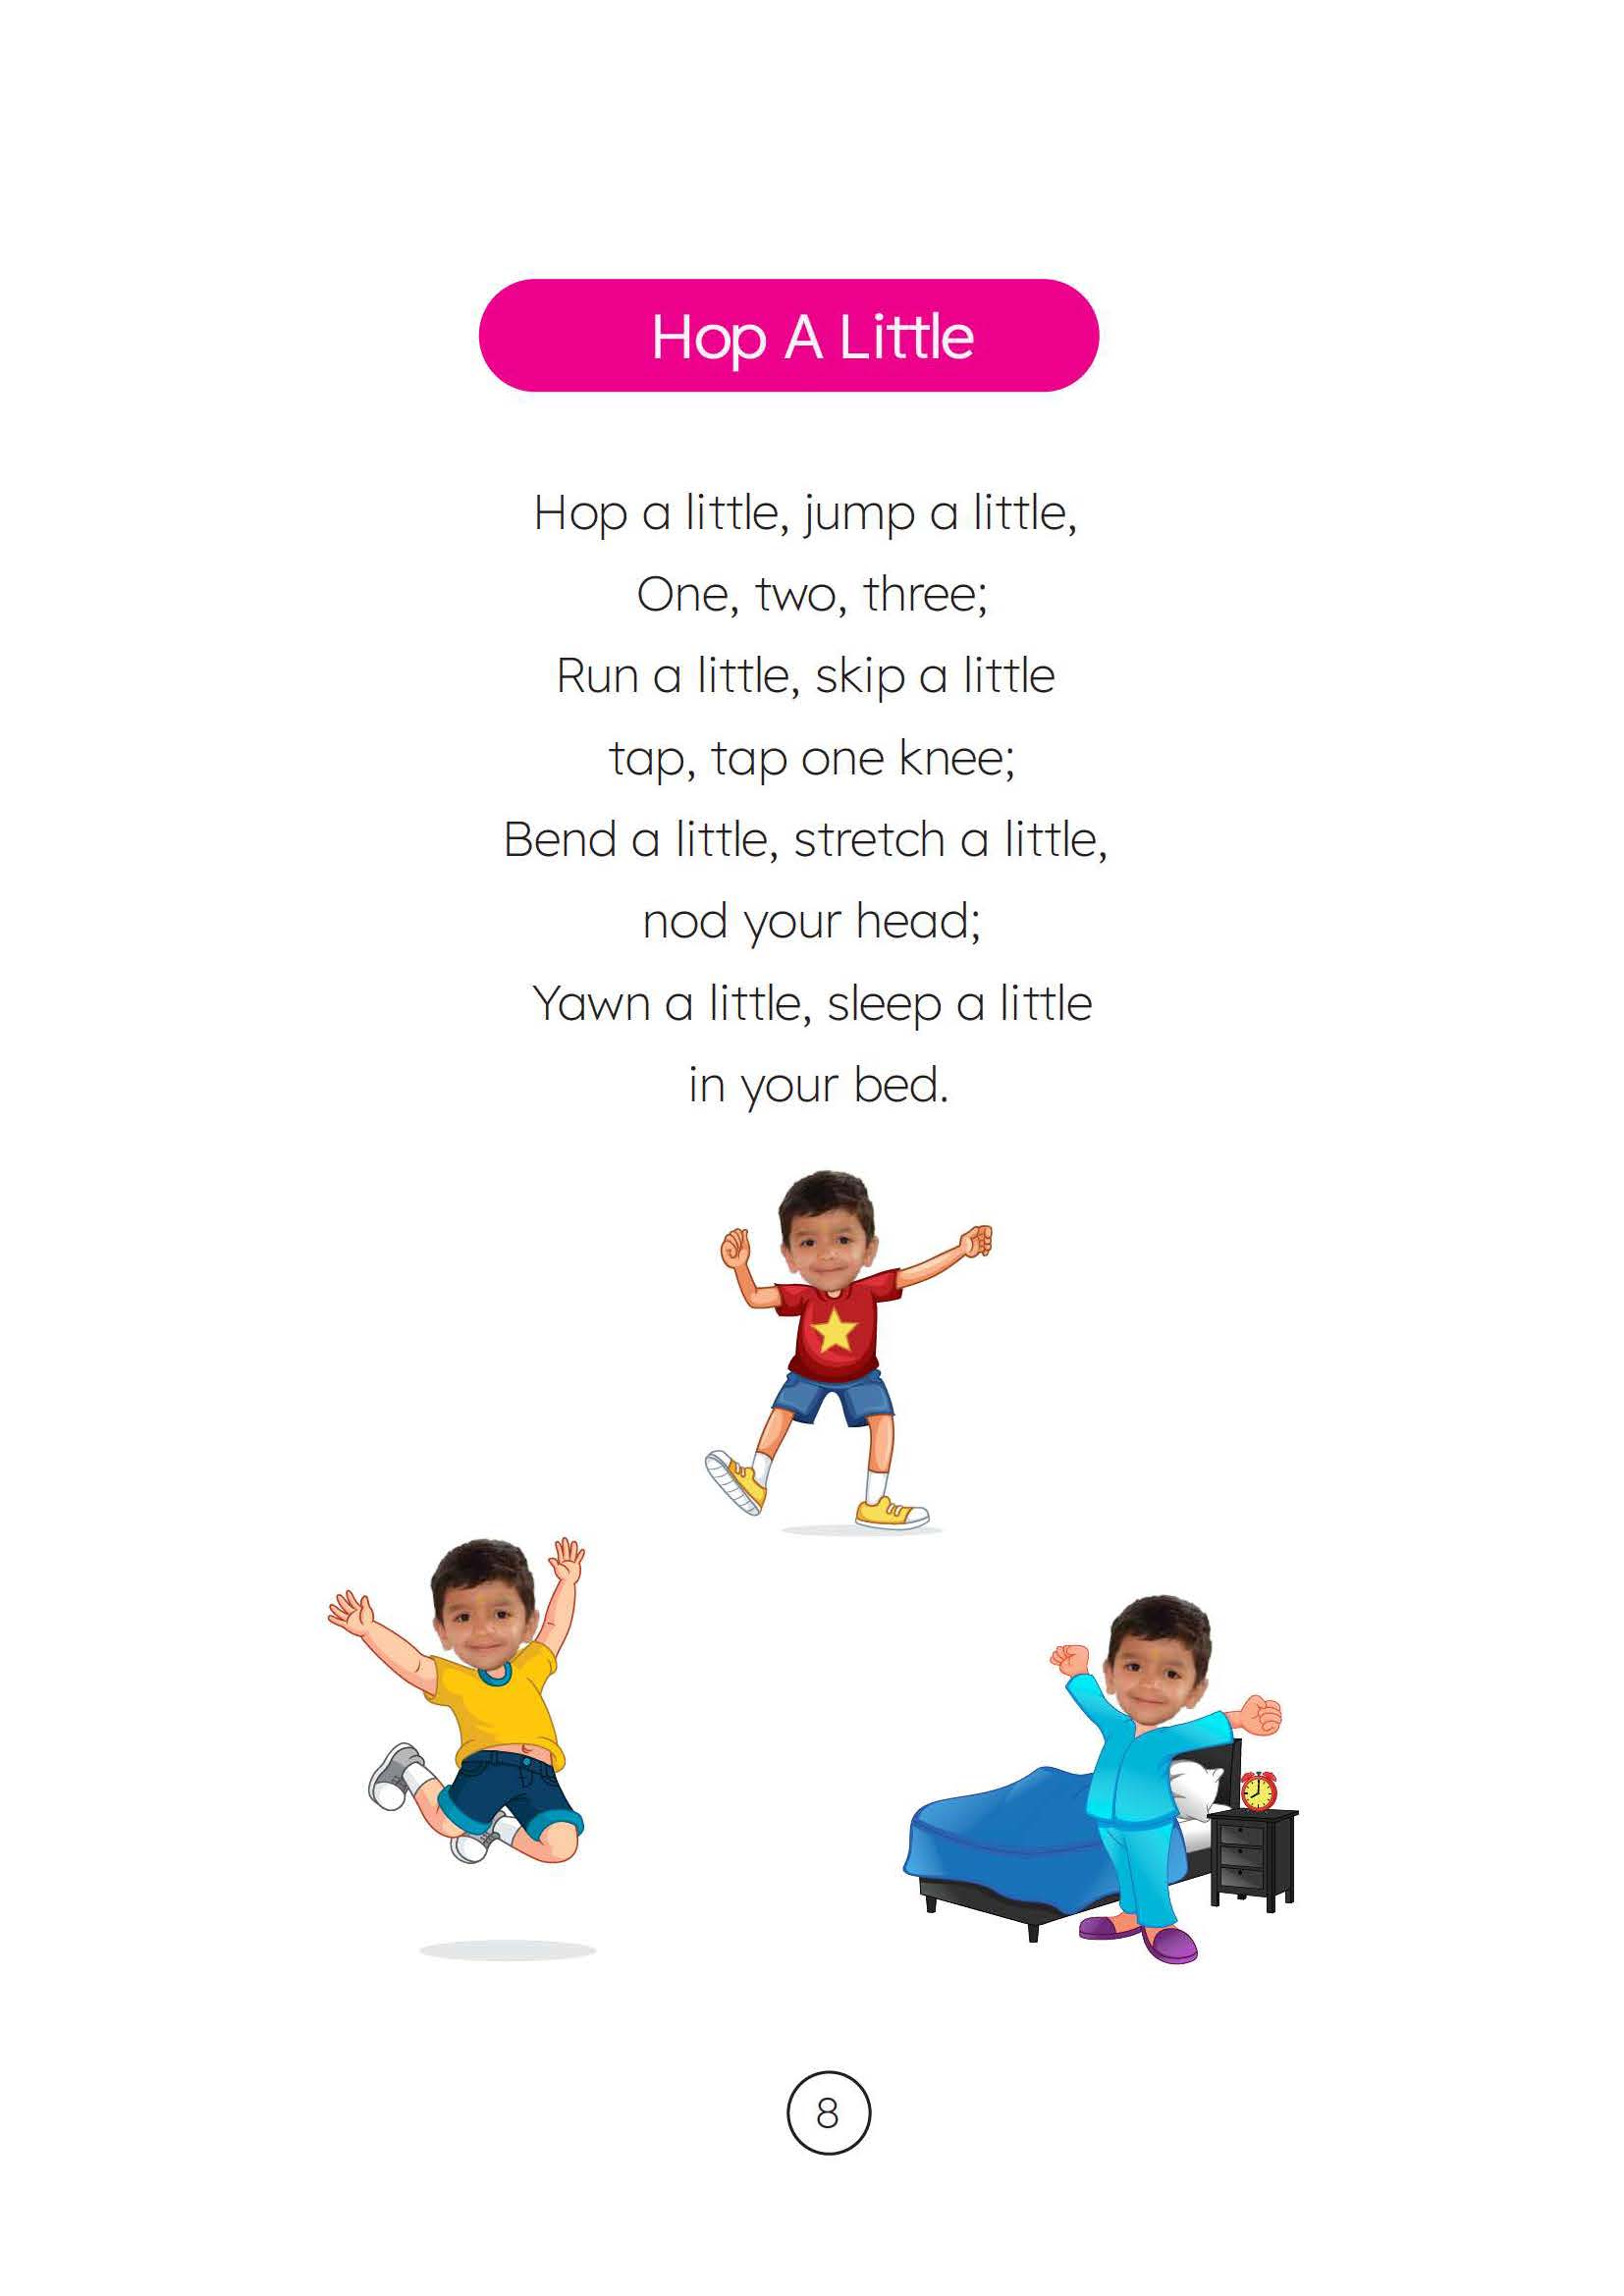 Hop A Little
Hop a little, jump a little,
One, two, three;
Run a little, skip a little
tap, tap one knee;
Bend a little, stretch a little,
nod your head;
Yawn a little, sleep a little
in your bed.
8